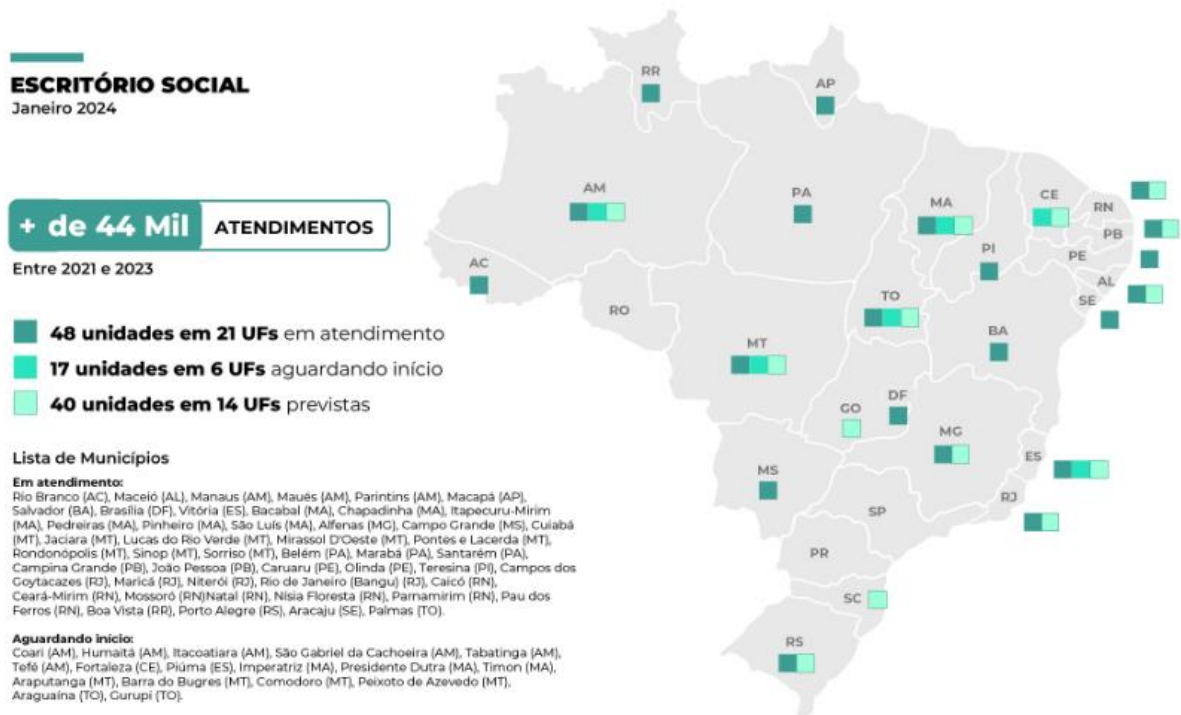 ESCRITÓRIO SOCIAL
Janeiro 2024
+ de 44 Mil ATENDIMENTOS
Entre 2021 e 2023
48 unidades em 21 UFs em atendimento
17 unidades em 6 UFs aguardando início
40 unidades em 14 UFs previstas
Lista de Municípios
Em atendimento:
Rio Branco (AC), Maceió (AL), Manaus (AM), Maués (AM), Parintins (AM), Macapá (AP),
Salvador (BA), Brasília (DF), Vitória (ES), Bacabal (MA), Chapadinha (MA), Itapecuru-Mirim
(MA), Pedreiras (MA), Pinheiro (MA), São Luís (MA), Alfenas (MG), Campo Grande (MS), Cuiabá
(MT), Jaciara (MT), Lucas do Rio Verde (MT), Mirassol D'Oeste (MT), Pontes e Lacerda (MT),
Rondonópolis (MT), Sinop (MT), Sorriso (MT), Belém (PA), Marabá (PA), Santarém (PA),
Campina Grande (PB), João Pessoa (PB), Caruaru (PE), Olinda (PE), Teresina (PI), Campos dos
Goytacazes (RJ), Maricá (RJ), Niterói (RJ), Rio de Janeiro (Bangu) (RJ), Caicó (RN),
Ceará-Mirim (RN), Mossoró (RN)Natal (RN), Nísia Floresta (RN), Parnamirim (RN), Pau dos
Ferros (RN), Boa Vista (RR), Porto Alegre (RS), Aracaju (SE), Palmas (TO).
Aguardando início:
Coari (AM), Humaitá (AM), Itacoatiara (AM), São Gabriel da Cachoeira (AM), Tabatinga (AM),
Tefé (AM), Fortaleza (CE), Piúma (ES), Imperatriz (MA), Presidente Dutra (MA), Timon (MA),
Araputanga (MT), Barra do Bugres (MT), Comodoro (MT), Peixoto de Azevedo (MT),
Araguaína (TO), Gurupi (TO).
RR
AP
AM
PA
MA
CE
RN
PB
PI
PE
AC
AL
RO
TO
SE
BA
MT
DF
GO
MG
ES
MS
RJ
SP
PR
SC
RS